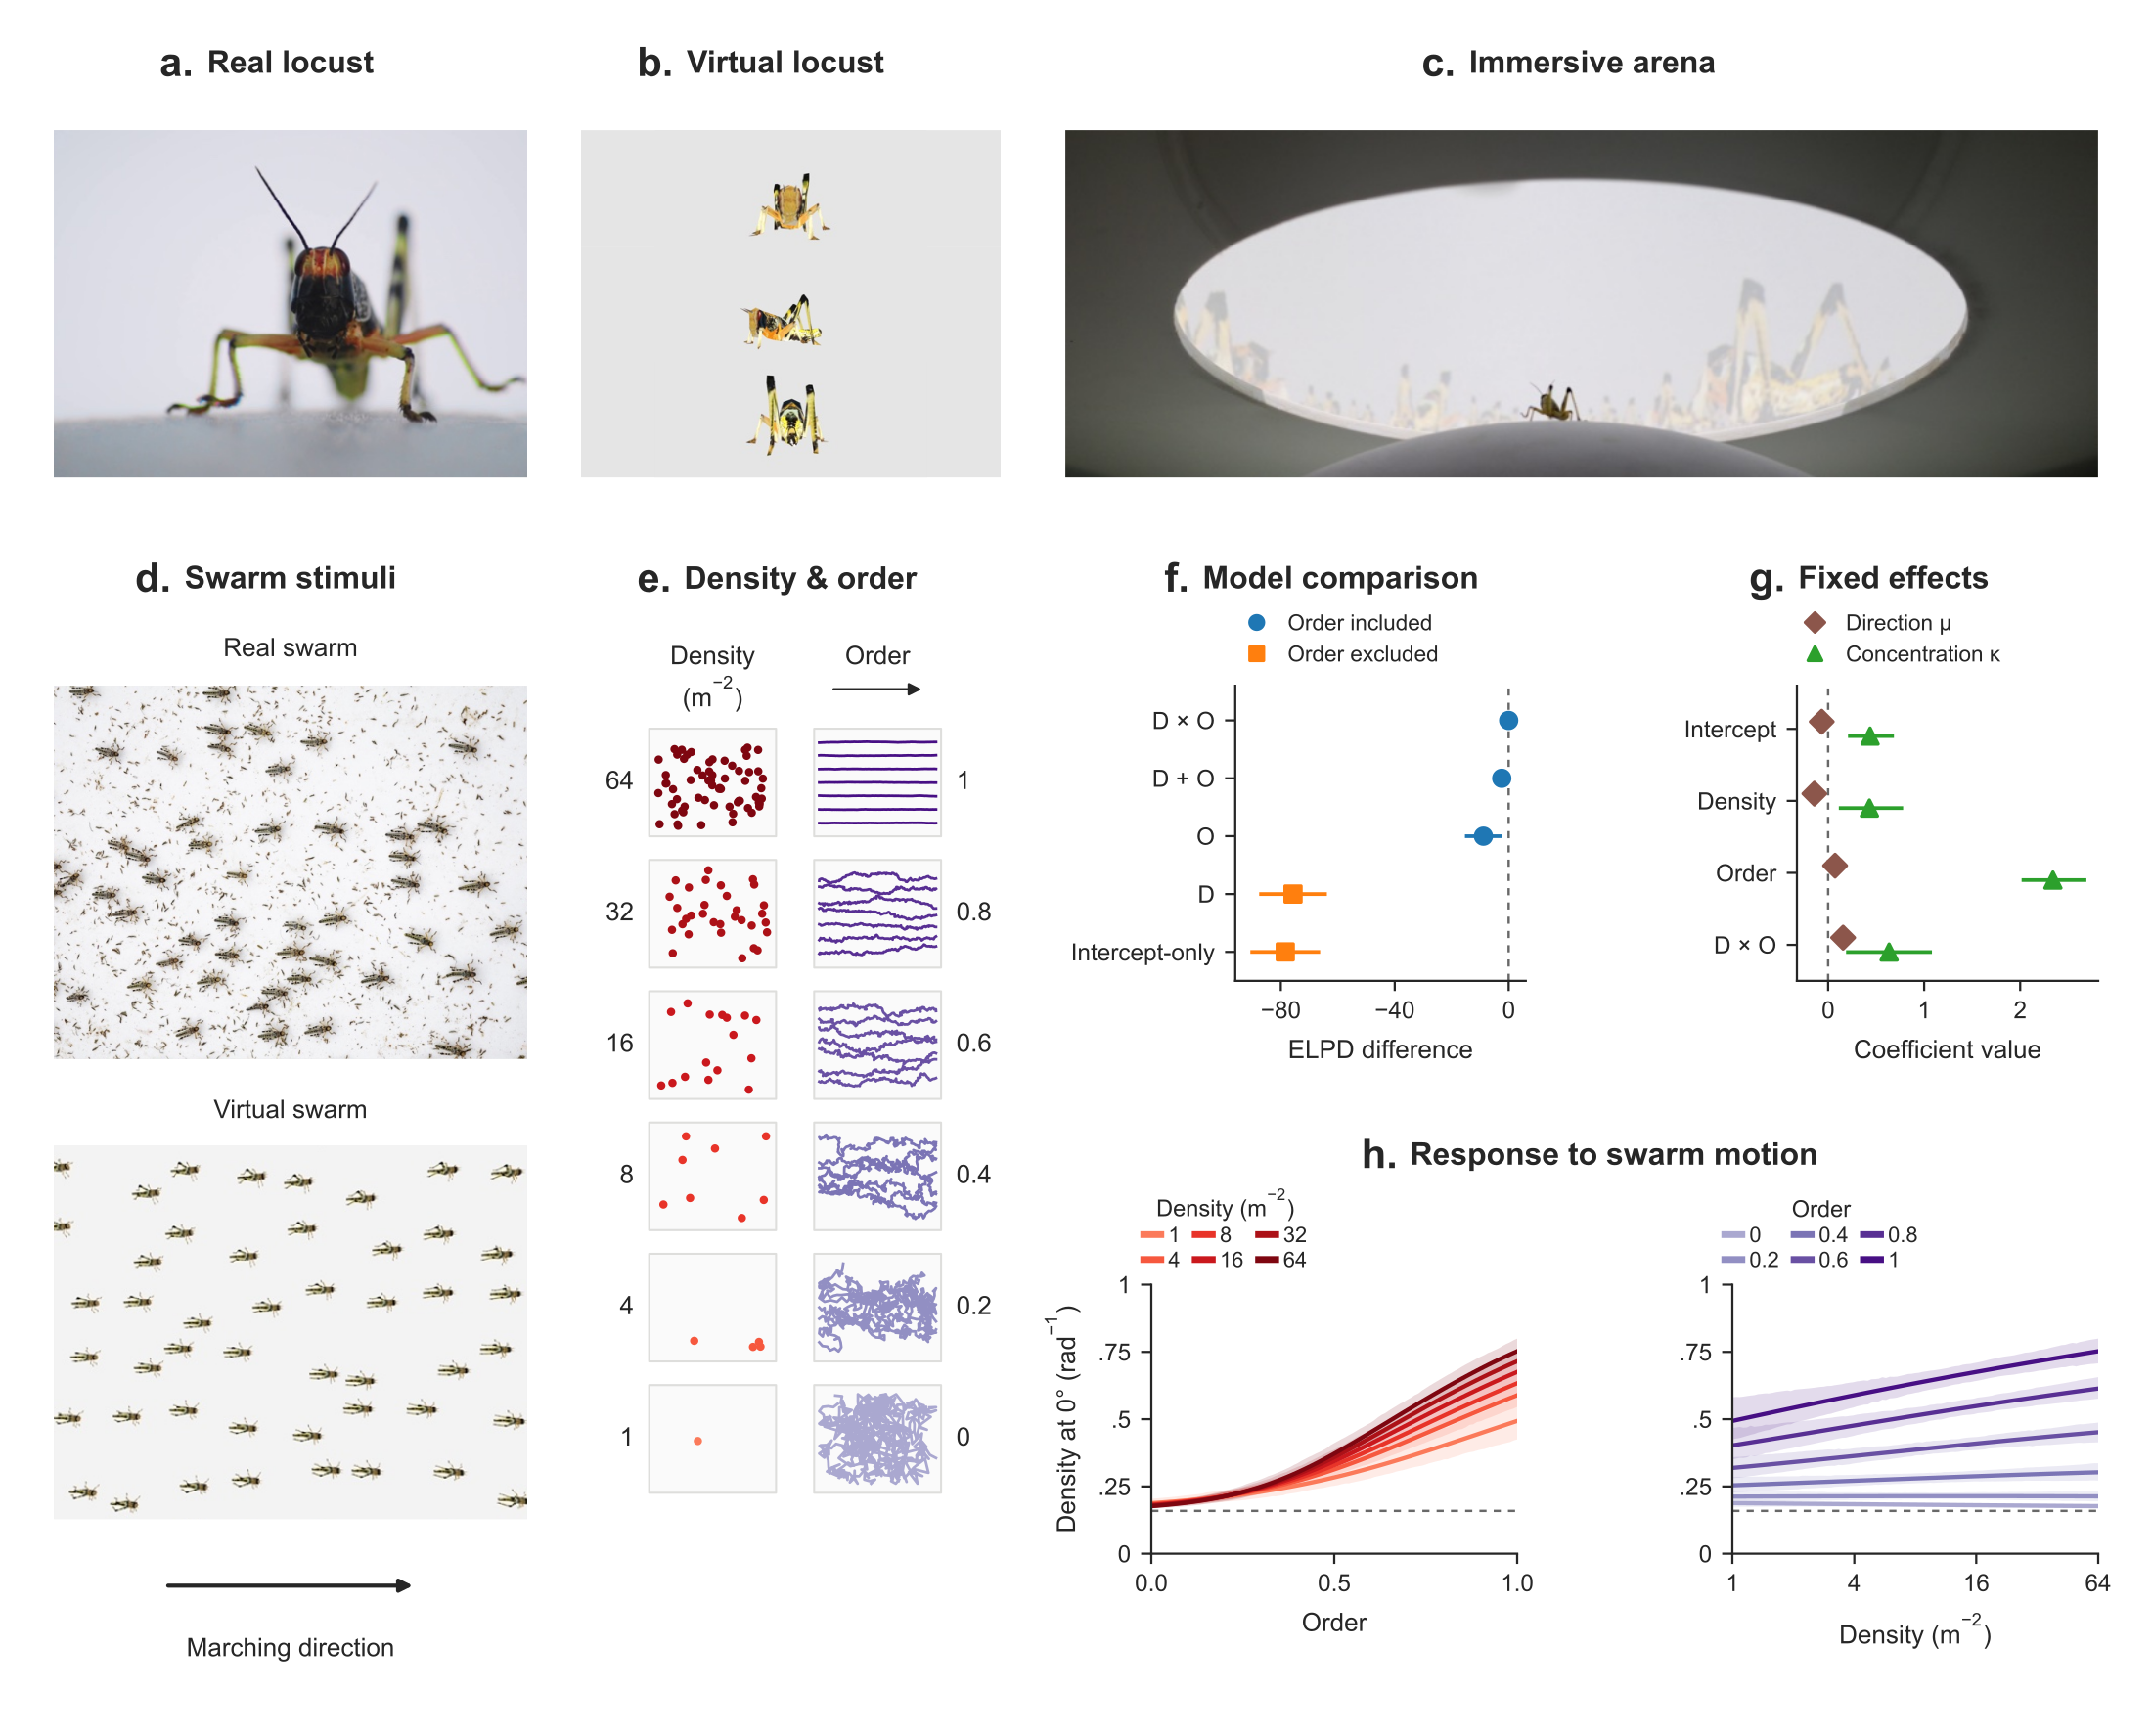 a. Real locust
b. Virtual locust
c. Immersive arena
d. Swarm stimuli
Real swarm
Virtual swarm
Marching direction
e. Density & order
Density
(m⁻²)
Order
64
1
32
0.8
16
0.6
8
0.4
4
0.2
1
0
f. Model comparison
Order included
Order excluded
D × O
D + O
O
D
Intercept-only
−80 −40 0
ELPD difference
g. Fixed effects
Direction μ
Concentration κ
Intercept
Density
Order
D × O
0 1 2
Coefficient value
h. Response to swarm motion
Density (m⁻²)
1 8 32
4 16 64
Density at 0° (rad⁻¹)
1
.75
.5
.25
0
0.0 0.5 1.0
Order
Order
0 0.4 0.8
0.2 0.6 1
1
.75
.5
.25
0
1 4 16 64
Density (m⁻²)